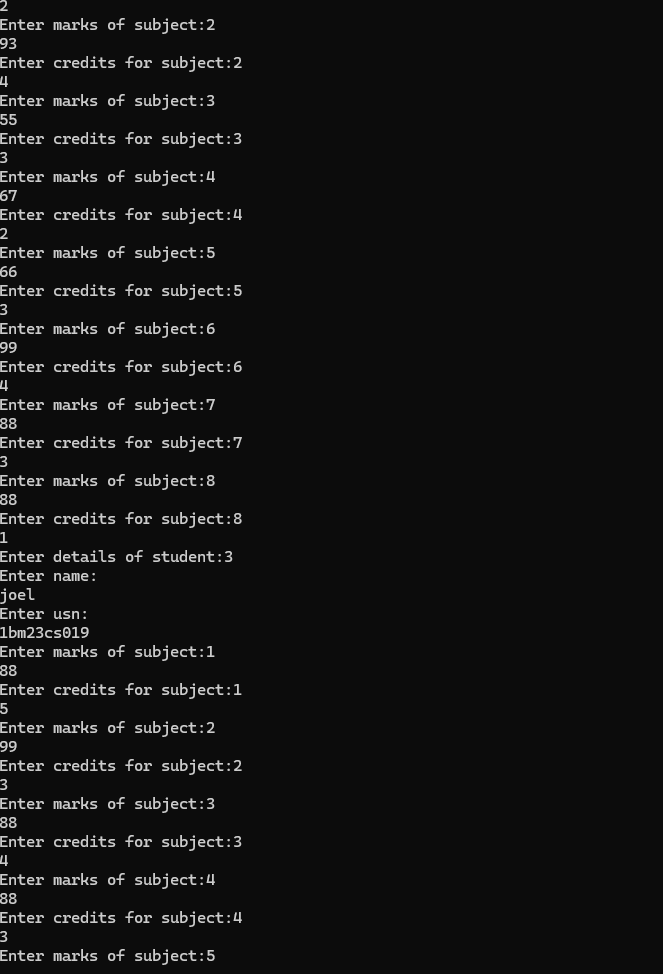 2
Enter marks of subject:2
93
Enter credits for subject:2
4
Enter marks of subject:3
55
Enter credits for subject:3
3
Enter marks of subject:4
67
Enter credits for subject:4
2
Enter marks of subject:5
66
Enter credits for subject:5
3
Enter marks of subject:6
99
Enter credits for subject:6
4
Enter marks of subject:7
88
Enter credits for subject:7
3
Enter marks of subject:8
88
Enter credits for subject:8
1
Enter details of student:3
Enter name:
joel
Enter usn:
1bm23cs019
Enter marks of subject:1
88
Enter credits for subject:1
5
Enter marks of subject:2
99
Enter credits for subject:2
3
Enter marks of subject:3
88
Enter credits for subject:3
4
Enter marks of subject:4
88
Enter credits for subject:4
3
Enter marks of subject:5